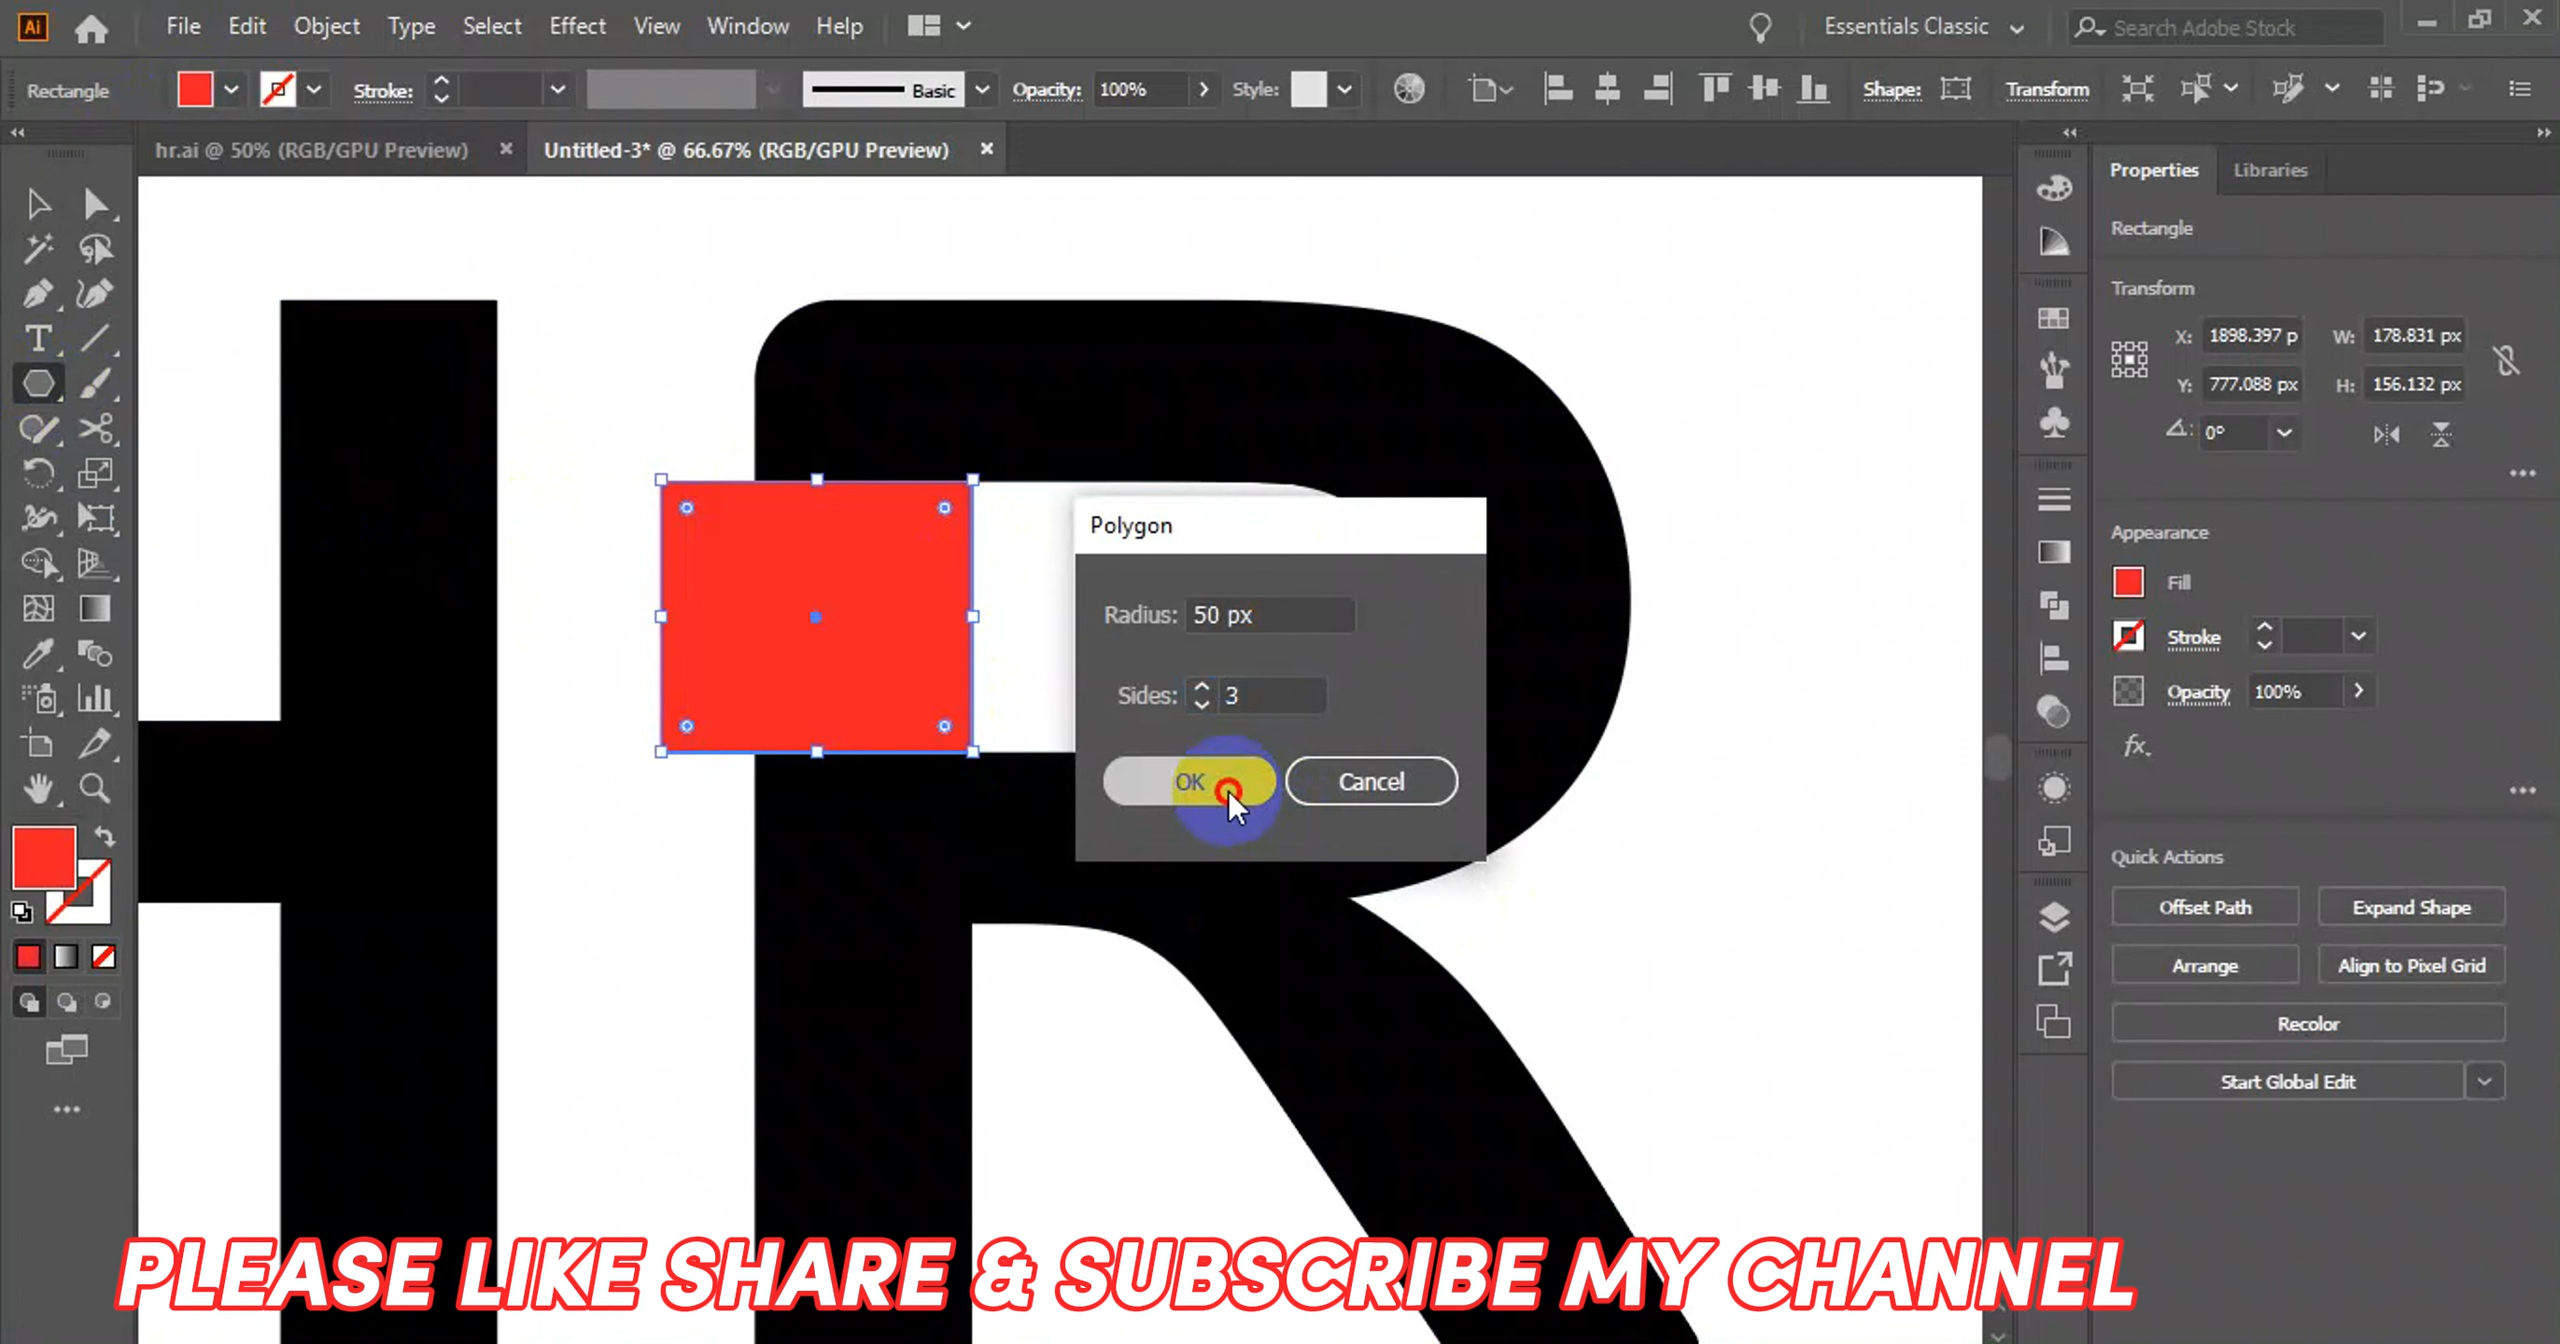 Ai File Edit Object Type Select Effect View Window Help Essentials Classic Search Adobe Stock
Rectangle Stroke: Basic Opacity: 100% Style: Shape: Transform
hr.ai @ 50% (RGB/GPU Preview) Untitled-3* @ 66.67% (RGB/GPU Preview)
Properties Libraries
Rectangle
Transform
X: 1898.397 p W: 178.831 px
Y: 777.088 px H: 156.132 px
0°
Appearance
Fill
Stroke
Opacity 100%
fx.
Quick Actions
Offset Path Expand Shape
Arrange Align to Pixel Grid
Recolor
Start Global Edit
HR
Polygon
Radius: 50 px
Sides: 3
OK Cancel
PLEASE LIKE SHARE & SUBSCRIBE MY CHANNEL